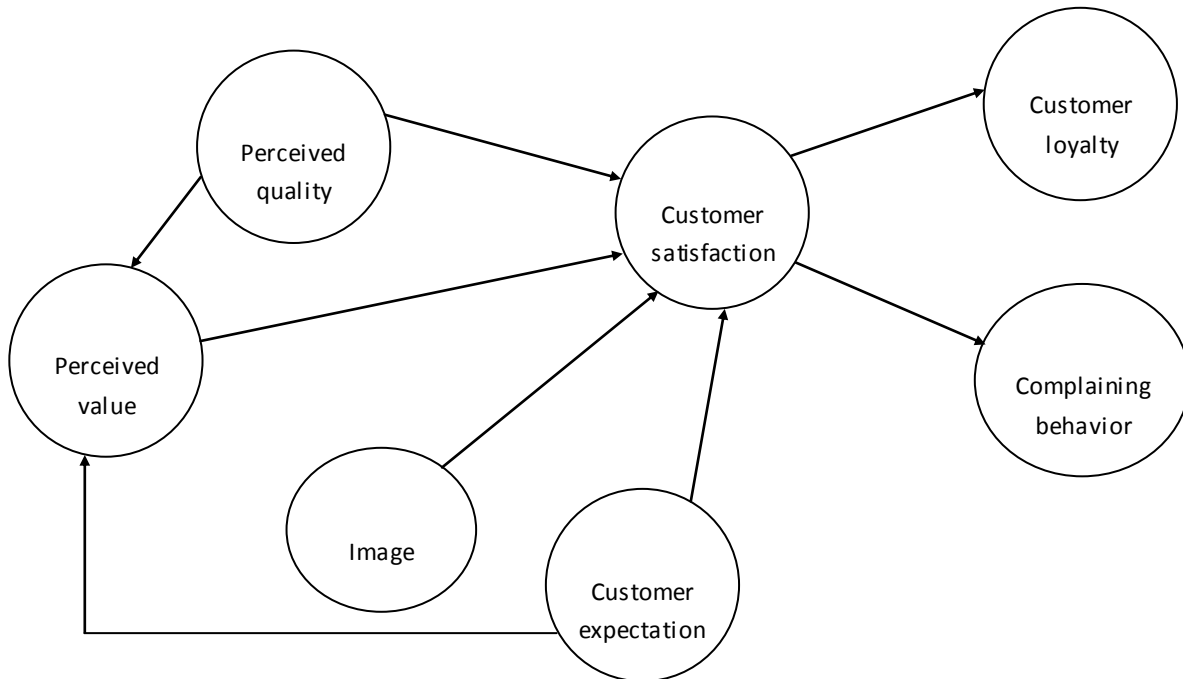 Perceived
quality
Customer
satisfaction
Customer
loyalty
Perceived
value
Complaining
behavior
Image
Customer
expectation